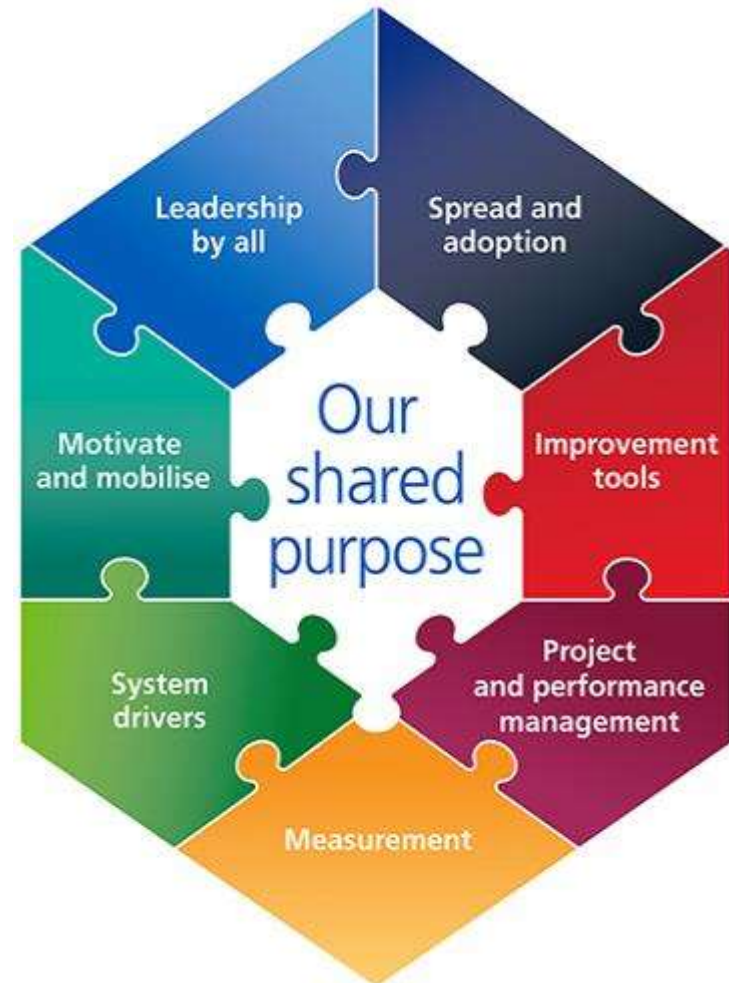 Leadership
by all
Spread and
adoption
Motivate
and mobilise
Our
shared
purpose
Improvement
tools
System
drivers
Project
and performance
management
Measurement